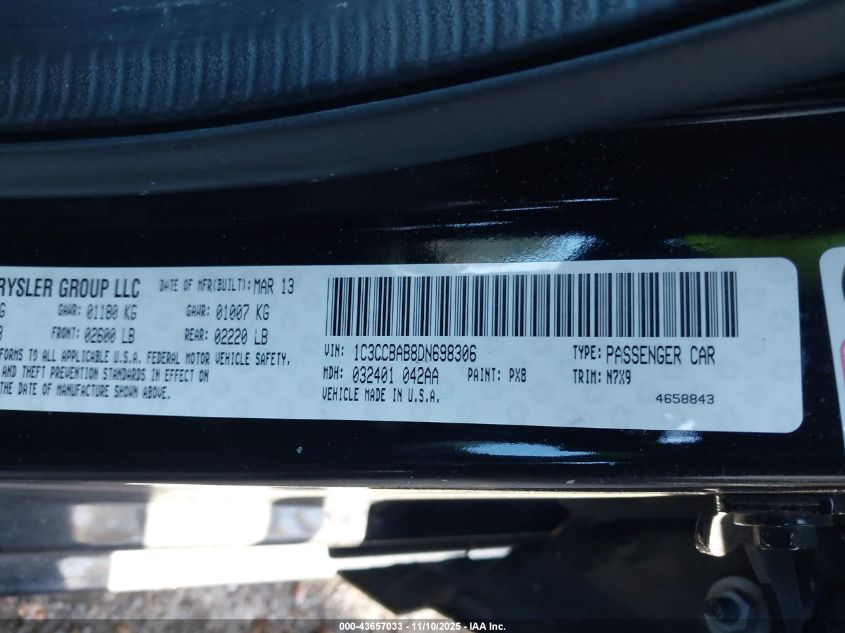 RYSLER GROUP LLC DATE OF MFR(BUILT): MAR 13
G GAWR: 01180 KG GAWR: 01007 KG
FRONT: 02600 LB REAR: 02220 LB
FORMS TO ALL APPLICABLE U.S.A. FEDERAL MOTOR VEHICLE SAFETY,
AND THEFT PREVENTION STANDARDS IN EFFECT
THE DATE OF MANUFACTURE SHOWN ABOVE.
VIN: 1C3CCBAB8DN698306 TYPE: PASSENGER CAR
MDH: 032401 042AA PAINT: PX8 TRIM: N7X9
VEHICLE MADE IN U.S.A. 4658843
000-43657033 - 11/10/2025 - IAA Inc.